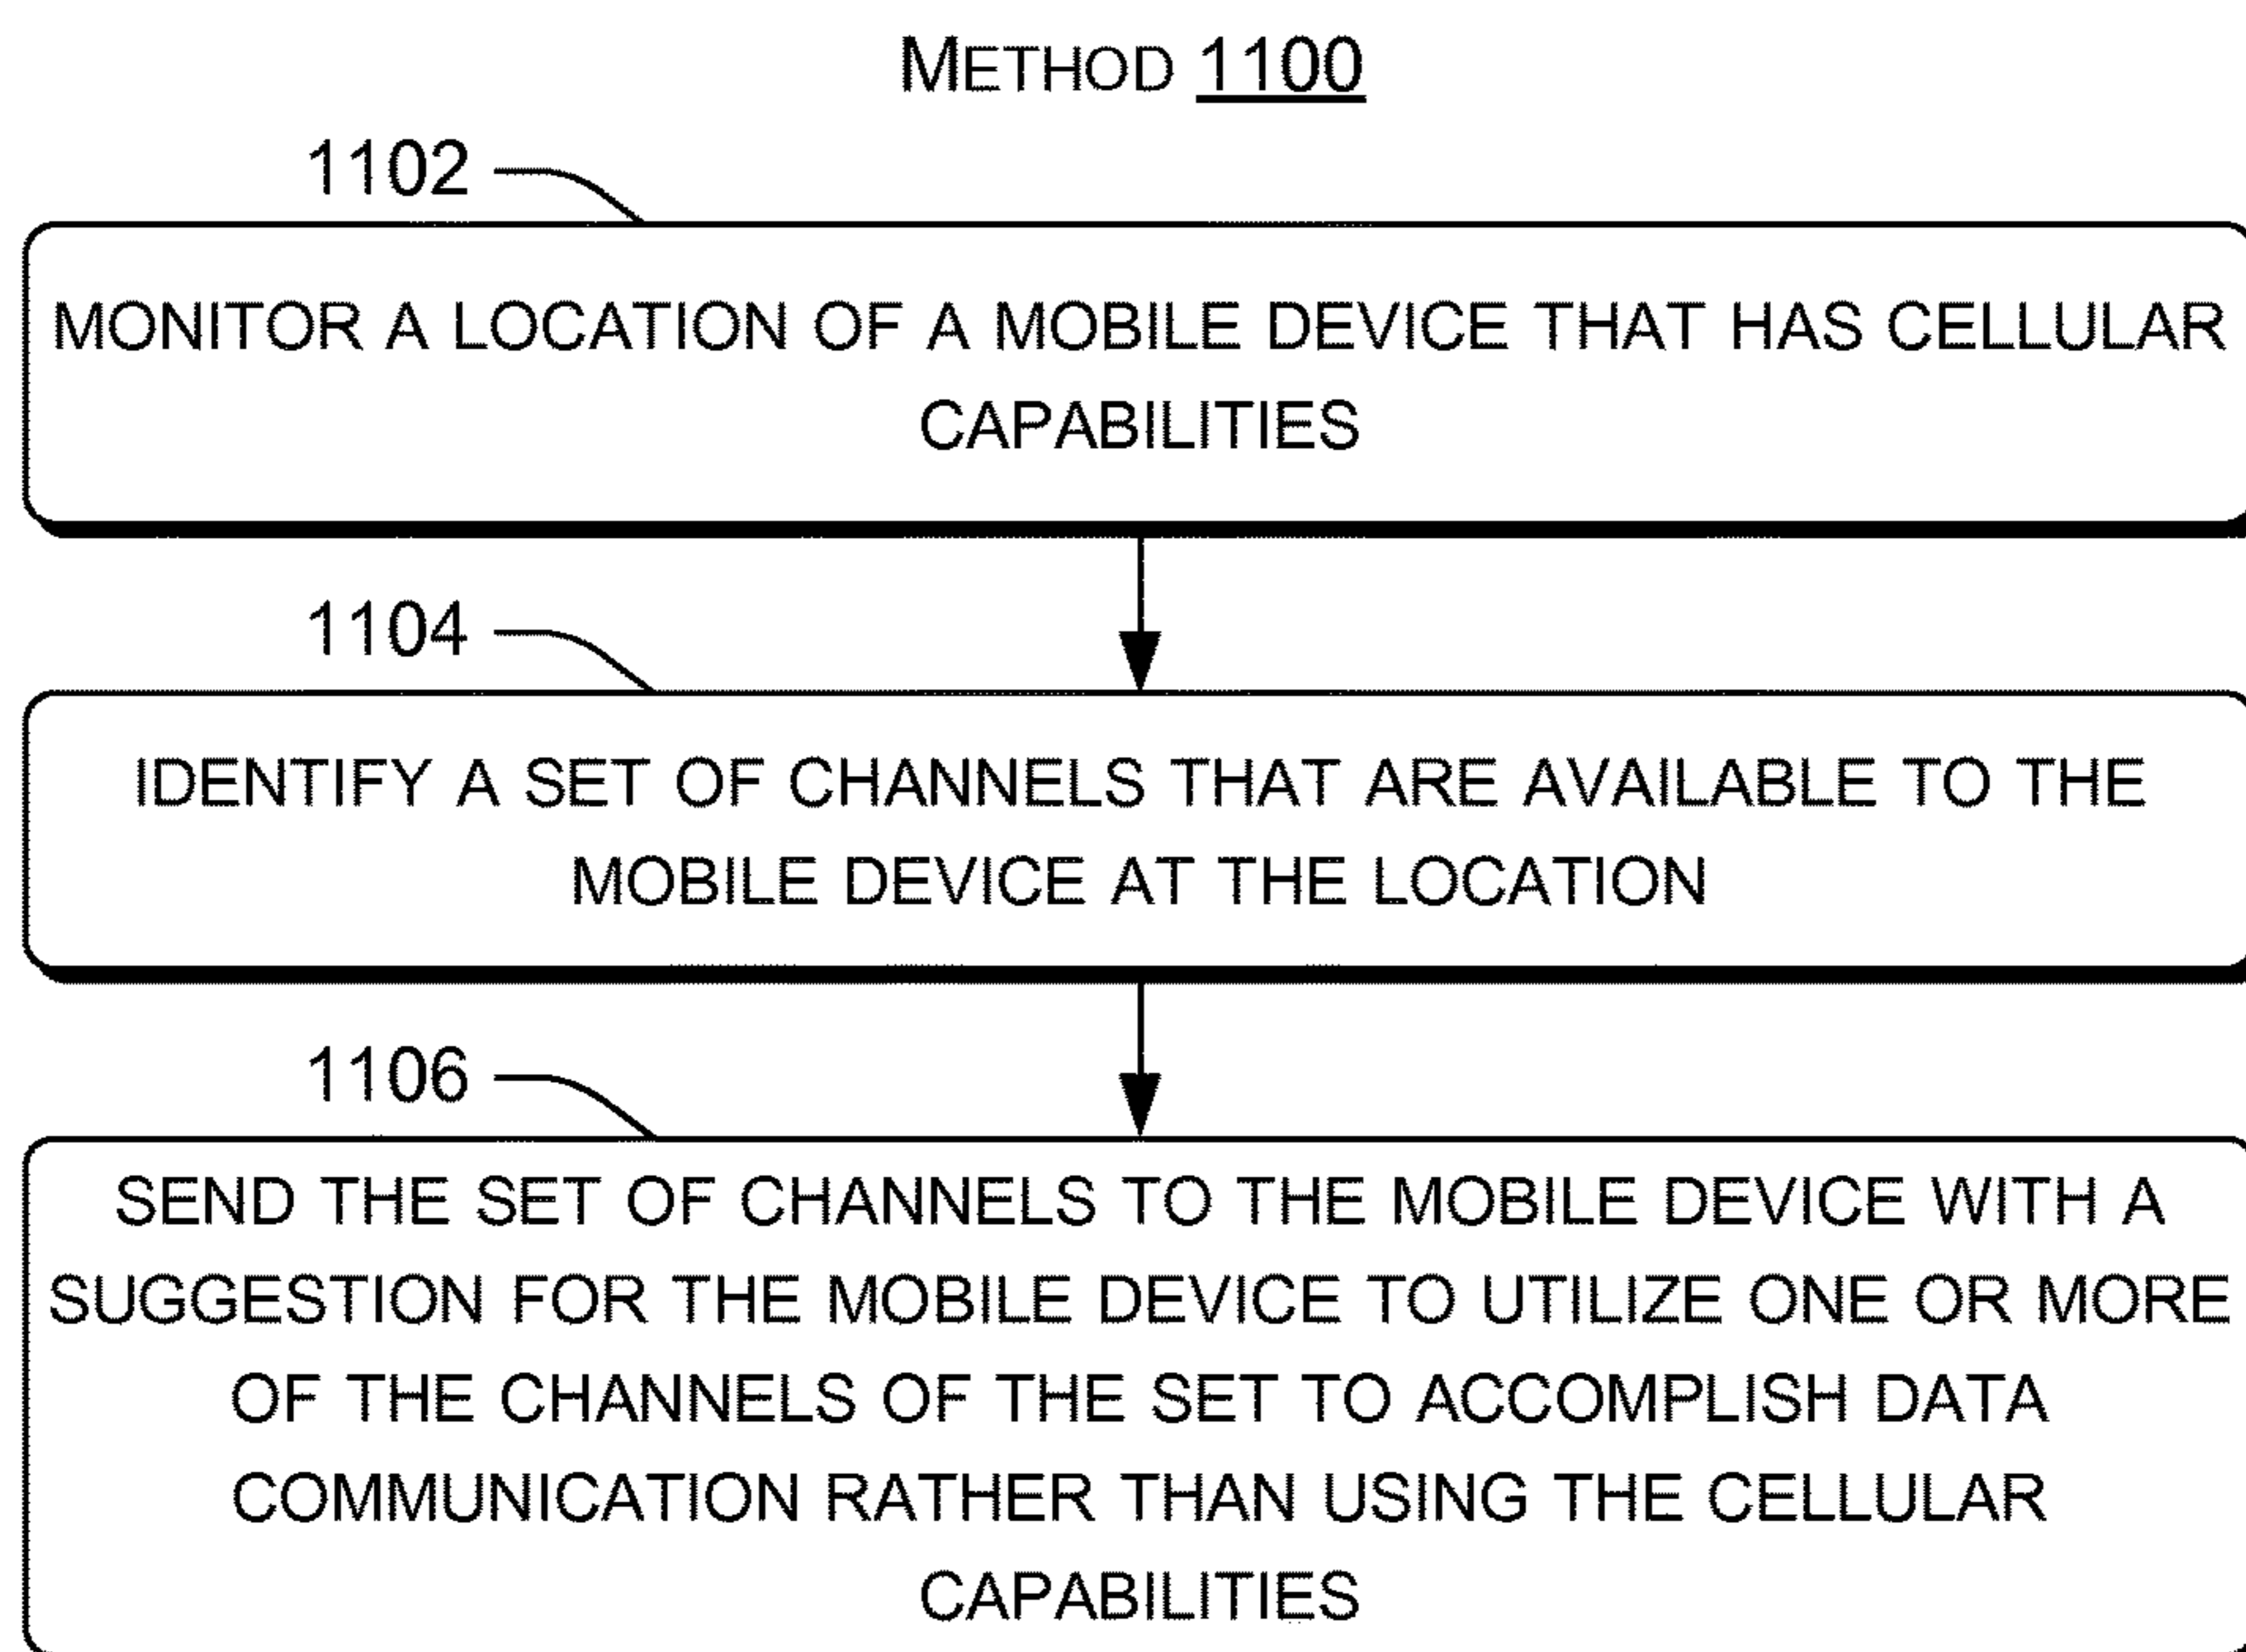 METHOD 1100
1102
MONITOR A LOCATION OF A MOBILE DEVICE THAT HAS CELLULAR
CAPABILITIES
1104
IDENTIFY A SET OF CHANNELS THAT ARE AVAILABLE TO THE
MOBILE DEVICE AT THE LOCATION
1106
SEND THE SET OF CHANNELS TO THE MOBILE DEVICE WITH A
SUGGESTION FOR THE MOBILE DEVICE TO UTILIZE ONE OR MORE
OF THE CHANNELS OF THE SET TO ACCOMPLISH DATA
COMMUNICATION RATHER THAN USING THE CELLULAR
CAPABILITIES